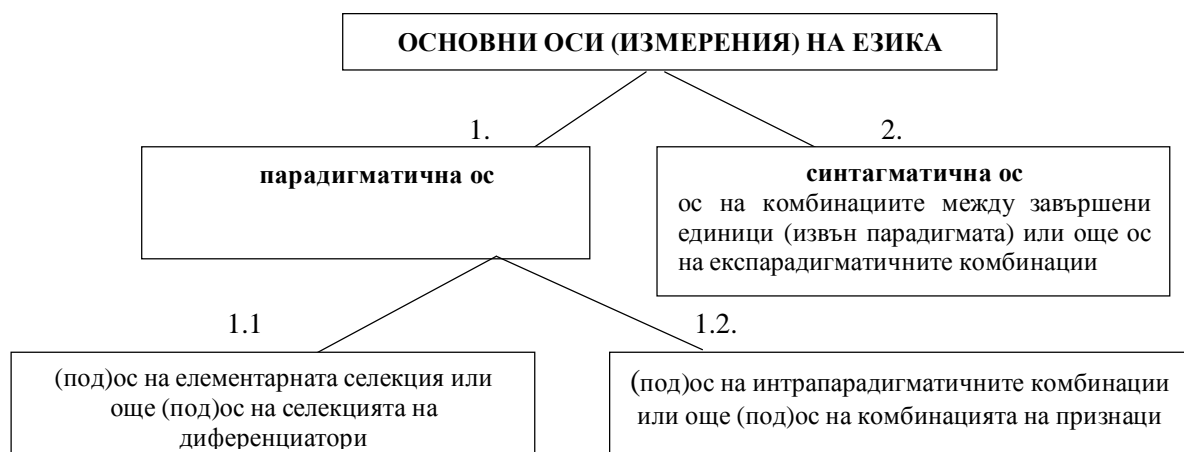 ОСНОВНИ ОСИ (ИЗМЕРЕНИЯ) НА ЕЗИКА
1.
2.
парадигматична ос
синтагматична ос
ос на комбинациите между завършени
единици (извън парадигмата) или още ос
на експарадигматичните комбинации
1.1
1.2.
(под)ос на елементарната селекция или
още (под)ос на селекцията на
диференциатори
(под)ос на интрапарадигматичните комбинации
или още (под)ос на комбинацията на признаци